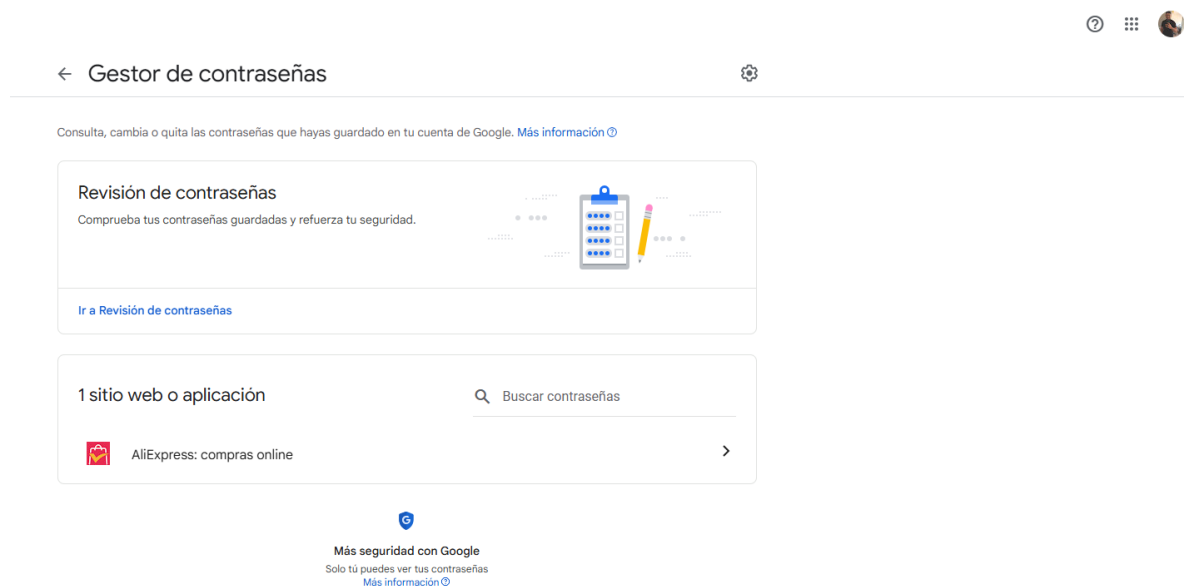 Gestor de contraseñas
Consulta, cambia o quita las contraseñas que hayas guardado en tu cuenta de Google. Más información
Revisión de contraseñas
Comprueba tus contraseñas guardadas y refuerza tu seguridad.
Ir a Revisión de contraseñas
1 sitio web o aplicación
Buscar contraseñas
AliExpress: compras online
Más seguridad con Google
Solo tú puedes ver tus contraseñas
Más información